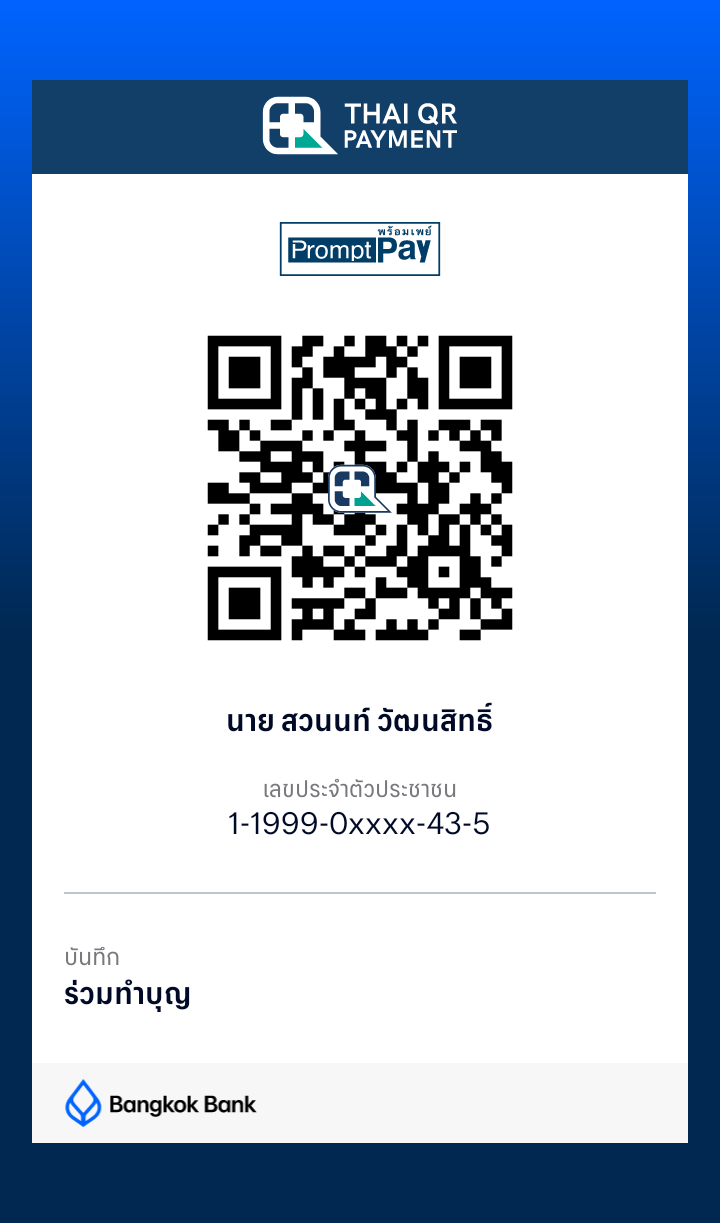 THAI QR
PAYMENT
พร้อมเพย์
PromptPay
นาย สวนนท์ วัฒนสิทธิ์
เลขประจำตัวประชาชน
1-1999-0xxxx-43-5
บันทึก
ร่วมทำบุญ
Bangkok Bank